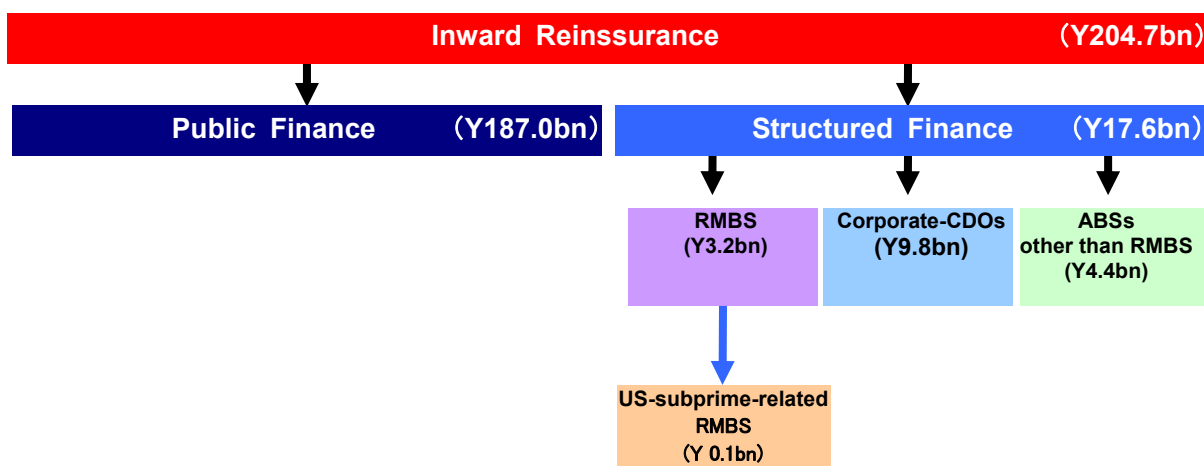 Inward Reinssurance （Y204.7bn）
Public Finance （Y187.0bn）
Structured Finance （Y17.6bn）
RMBS
(Y3.2bn)
Corporate-CDOs
(Y9.8bn)
ABSs
other than RMBS
(Y4.4bn)
US-subprime-related
RMBS
(Y 0.1bn)